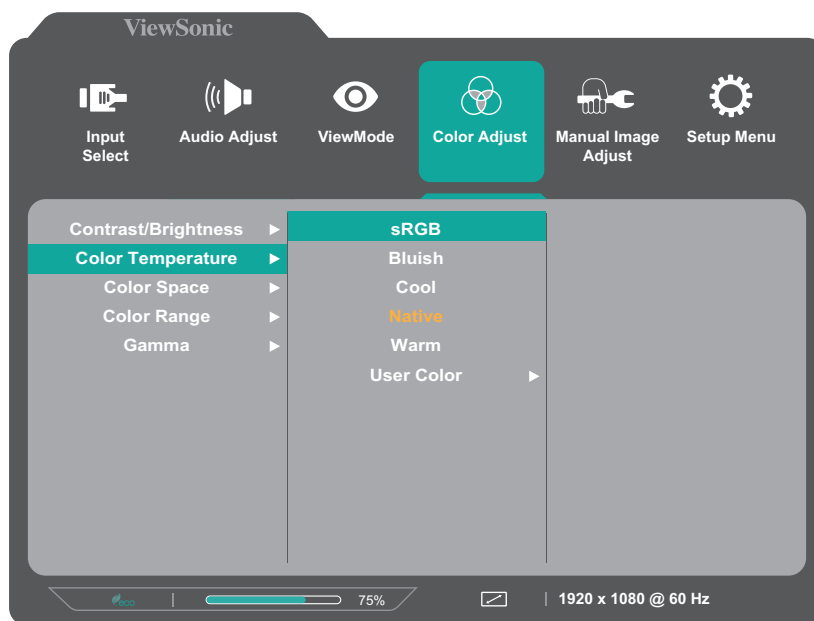 ViewSonic
Input Select
Audio Adjust
ViewMode
Color Adjust
Manual Image Adjust
Setup Menu
Contrast/Brightness
Color Temperature
Color Space
Color Range
Gamma
sRGB
Bluish
Cool
Native
Warm
User Color
eco
75%
1920 x 1080 @ 60 Hz